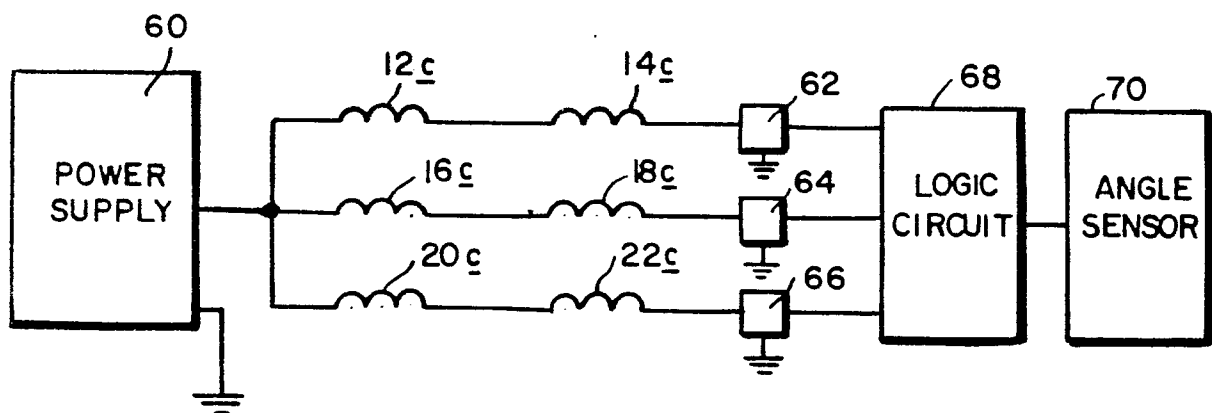 60
POWER
SUPPLY
12c
14c
62
16c
18c
64
20c
22c
66
68
LOGIC
CIRCUIT
70
ANGLE
SENSOR